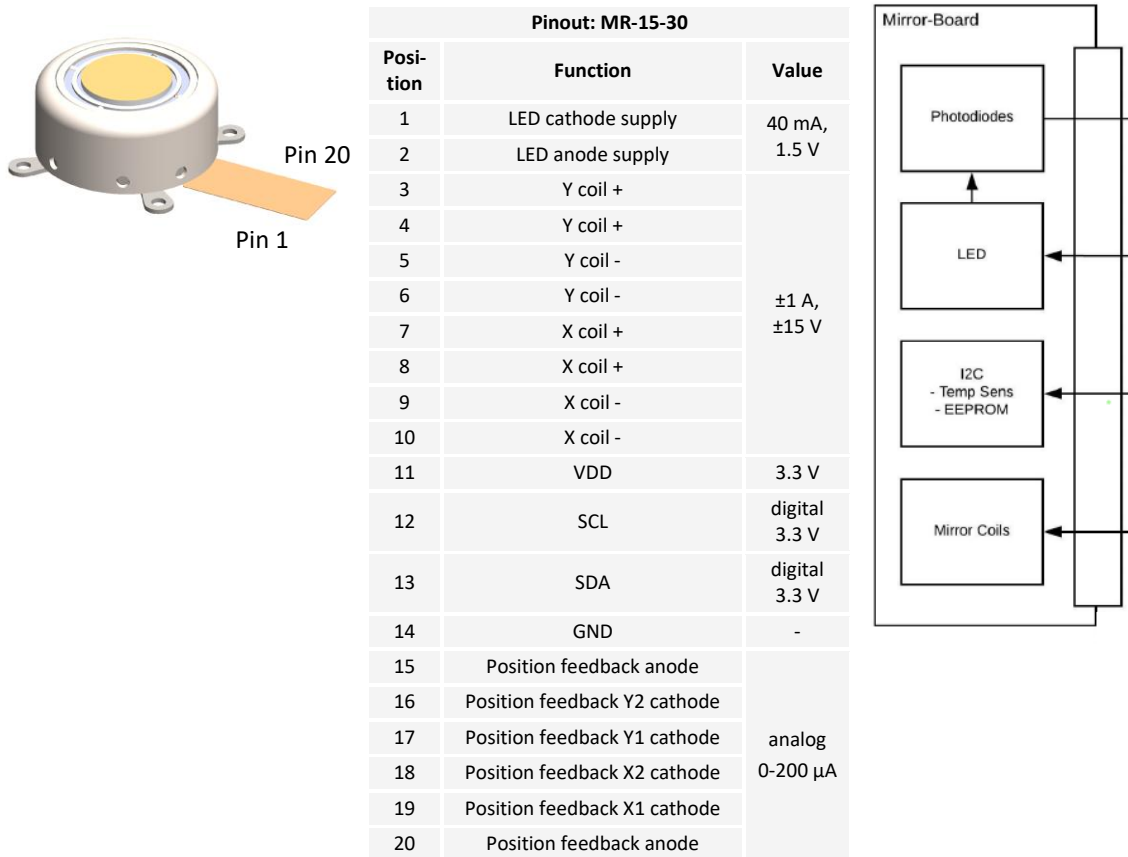 Pin 20
Pin 1
Pinout: MR-15-30
Posi-
tion
Function
Value
1
LED cathode supply
40 mA,
1.5 V
2
LED anode supply
3
Y coil +
±1 A,
±15 V
4
Y coil +
5
Y coil -
6
Y coil -
7
X coil +
8
X coil +
9
X coil -
10
X coil -
11
VDD
3.3 V
12
SCL
digital
3.3 V
13
SDA
digital
3.3 V
14
GND
-
15
Position feedback anode
analog
0-200 µA
16
Position feedback Y2 cathode
17
Position feedback Y1 cathode
18
Position feedback X2 cathode
19
Position feedback X1 cathode
20
Position feedback anode
Mirror-Board
Photodiodes
LED
I2C
- Temp Sens
- EEPROM
Mirror Coils